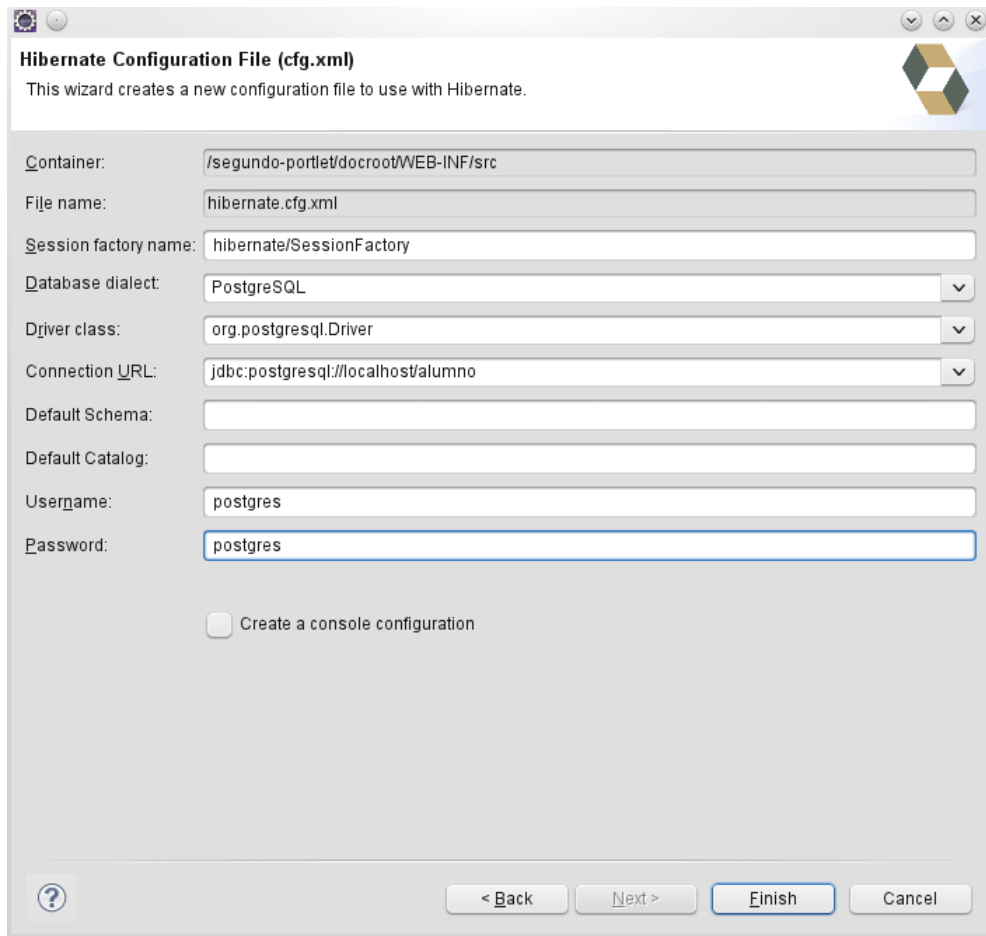 Hibernate Configuration File (cfg.xml)
This wizard creates a new configuration file to use with Hibernate.
Container: /segundo-portlet/docroot/WEB-INF/src
File name: hibernate.cfg.xml
Session factory name: hibernate/SessionFactory
Database dialect: PostgreSQL
Driver class: org.postgresql.Driver
Connection URL: jdbc:postgresql://localhost/alumno
Default Schema:
Default Catalog:
Username: postgres
Password: postgres
Create a console configuration
? < Back Next > Finish Cancel